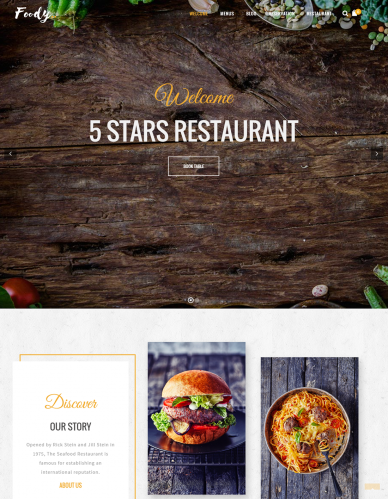 Foody
WELCOME MENUS BLOG RESERVATION RESTAURANT
Welcome
5 STARS RESTAURANT
BOOK TABLE
Discover
OUR STORY
Opened by Rick Stein and Jill Stein in
1975, The Seafood Restaurant is
famous for establishing an
international reputation.
ABOUT US